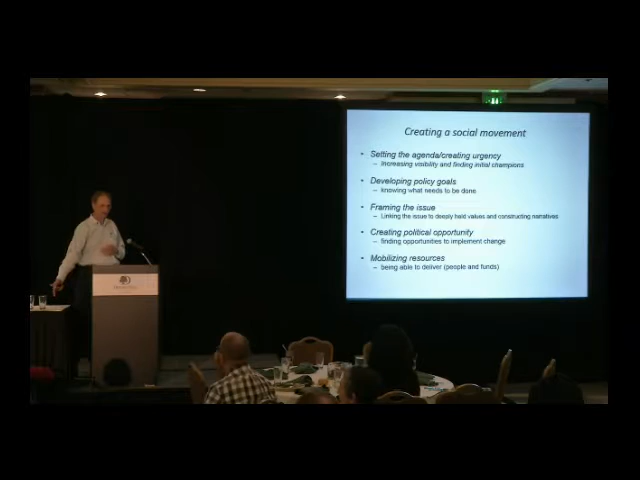 Creating a social movement
• Setting the agenda/creating urgency
– Increasing visibility and finding initial champions
• Developing policy goals
– knowing what needs to be done
• Framing the issue
– Linking the issue to deeply held values and constructing narratives
• Creating political opportunity
– finding opportunities to implement change
• Mobilizing resources
– being able to deliver (people and funds)